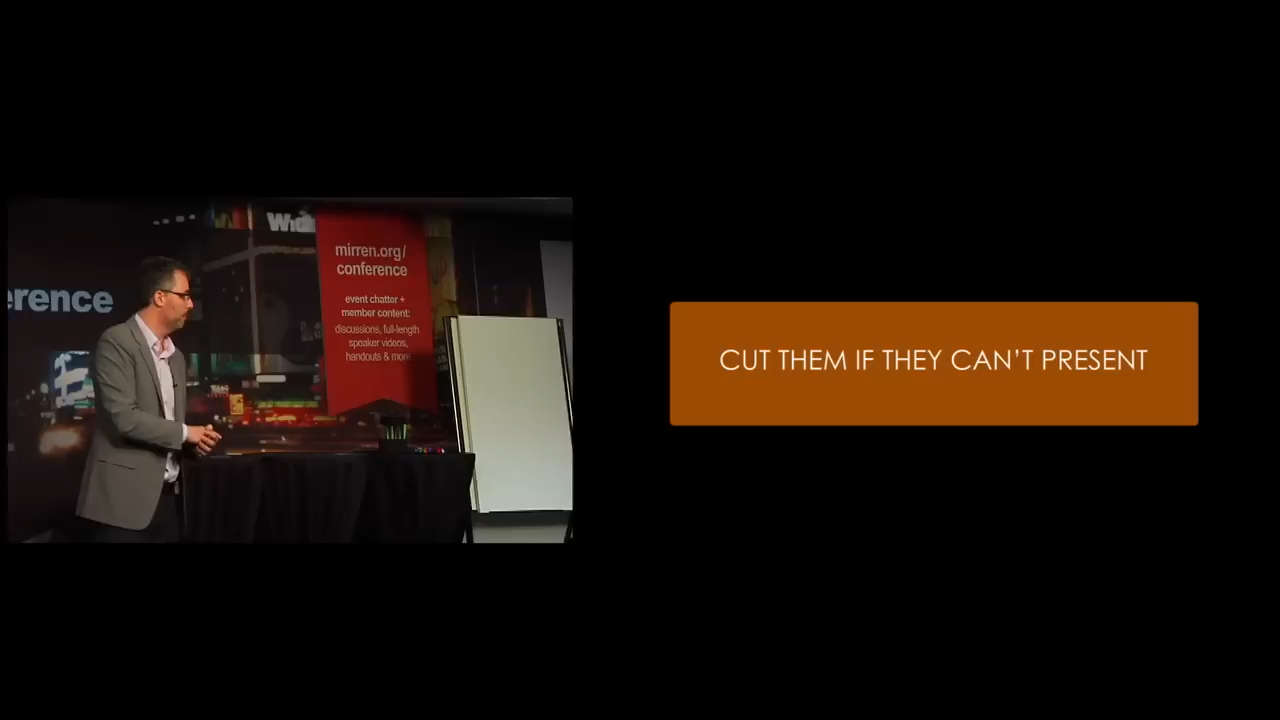 erence
mirren.org/
conference
event chatter +
member content:
discussions, full-length
speaker videos,
handouts & more
CUT THEM IF THEY CAN’T PRESENT